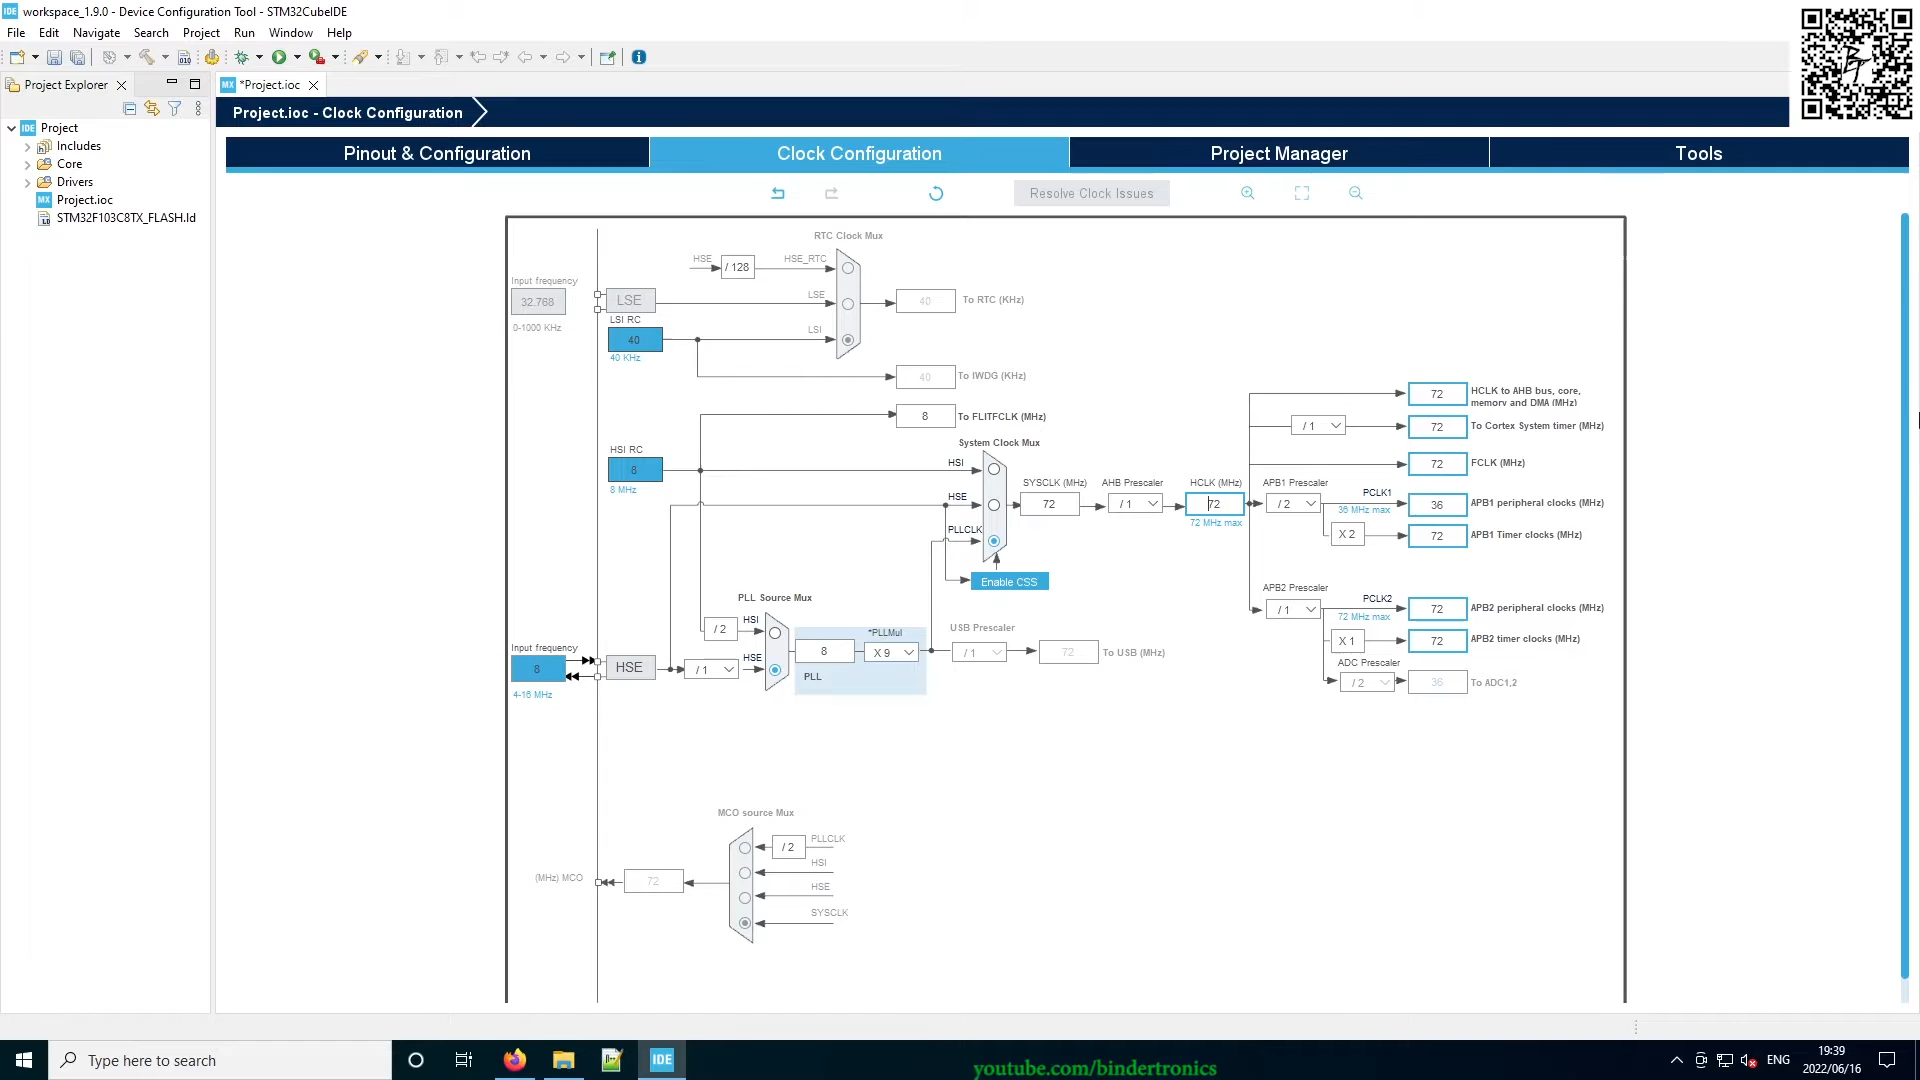 workspace_1.9.0 - Device Configuration Tool - STM32CubeIDE
File Edit Navigate Search Project Run Window Help
Project Explorer
*Project.ioc
Project.ioc - Clock Configuration
Project
Includes
Core
Drivers
Project.ioc
STM32F103C8TX_FLASH.ld
Pinout & Configuration
Clock Configuration
Project Manager
Tools
Resolve Clock Issues
RTC Clock Mux
HSE
/ 128
HSE_RTC
Input frequency
32.768
0-1000 KHz
LSE
LSE
40
To RTC (KHz)
LSI RC
40
40 KHz
LSI
40
To IWDG (KHz)
8
To FLITFCLK (MHz)
System Clock Mux
HSI RC
8
8 MHz
HSI
HSE
PLLCLK
SYSCLK (MHz)
72
AHB Prescaler
/ 1
HCLK (MHz)
72
72 MHz max
Enable CSS
72
HCLK to AHB bus, core,
memory and DMA (MHz)
/ 1
72
To Cortex System timer (MHz)
72
FCLK (MHz)
APB1 Prescaler
/ 2
PCLK1
36 MHz max
36
APB1 peripheral clocks (MHz)
X 2
72
APB1 Timer clocks (MHz)
APB2 Prescaler
/ 1
PCLK2
72 MHz max
72
APB2 peripheral clocks (MHz)
X 1
72
APB2 timer clocks (MHz)
ADC Prescaler
/ 2
36
To ADC1,2
PLL Source Mux
/ 2
HSI
Input frequency
8
4-16 MHz
HSE
/ 1
HSE
8
*PLLMul
X 9
PLL
USB Prescaler
/ 1
72
To USB (MHz)
MCO source Mux
/ 2
PLLCLK
HSI
HSE
SYSCLK
(MHz) MCO
72
Type here to search
IDE
youtube.com/bindertronics
ENG
19:39
2022/06/16